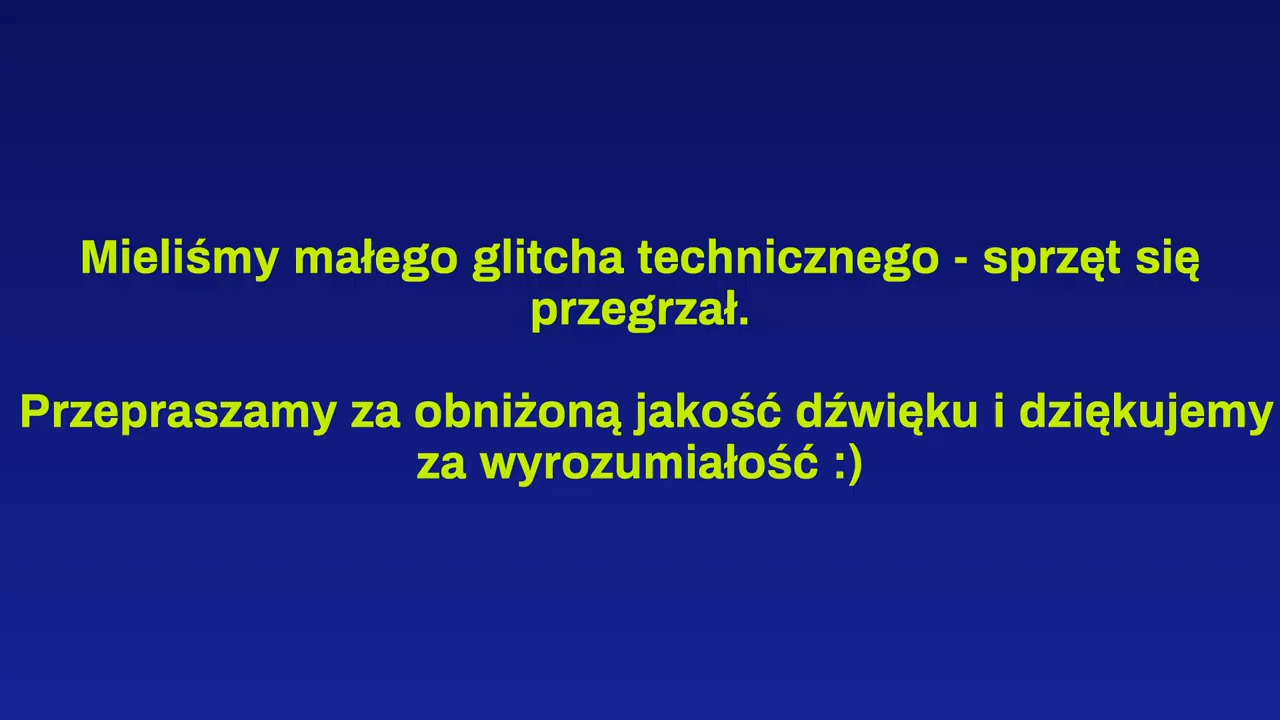 Mieliśmy małego glitcha technicznego - sprzęt się
przegrzał.
Przepraszamy za obniżoną jakość dźwięku i dziękujemy
za wyrozumiałość :)